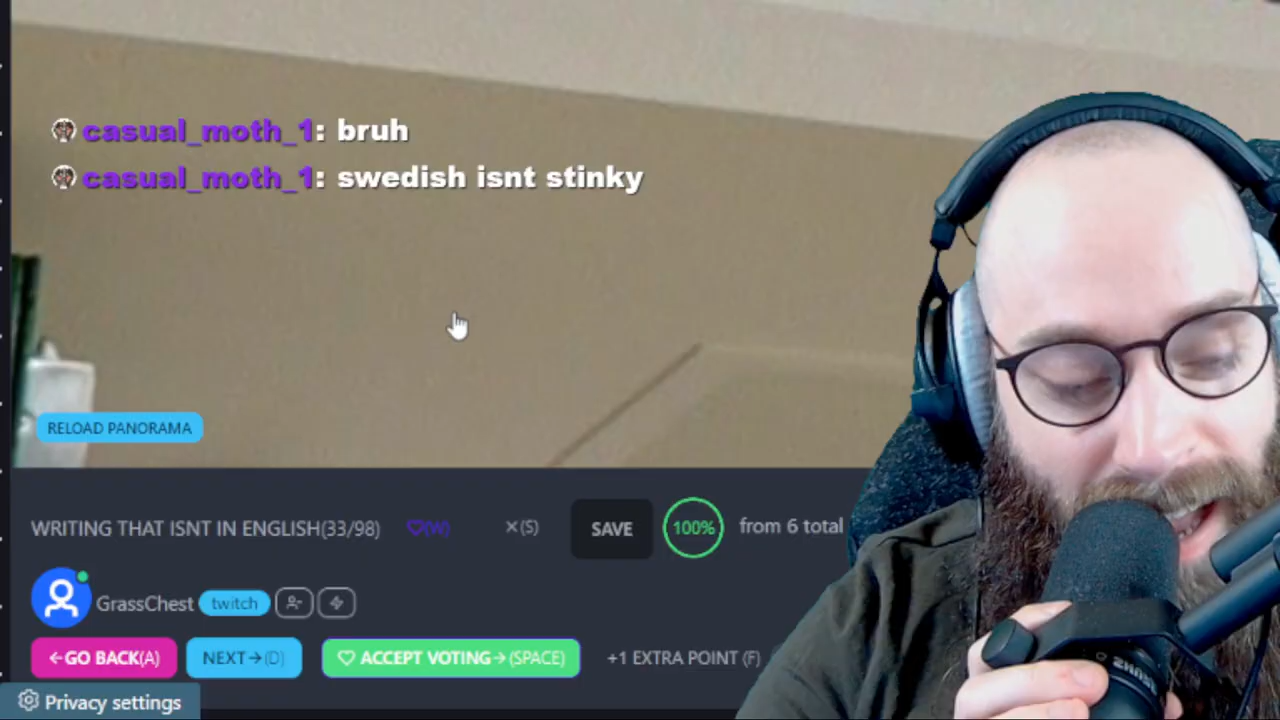 casual_moth_1: bruh
casual_moth_1: swedish isnt stinky
RELOAD PANORAMA
WRITING THAT ISNT IN ENGLISH(33/98) ♡(W) ✕(S) SAVE 100% from 6 total
GrassChest twitch
←GO BACK(A) NEXT→(D) ♡ ACCEPT VOTING→(SPACE) +1 EXTRA POINT (F)
Privacy settings
SHURE